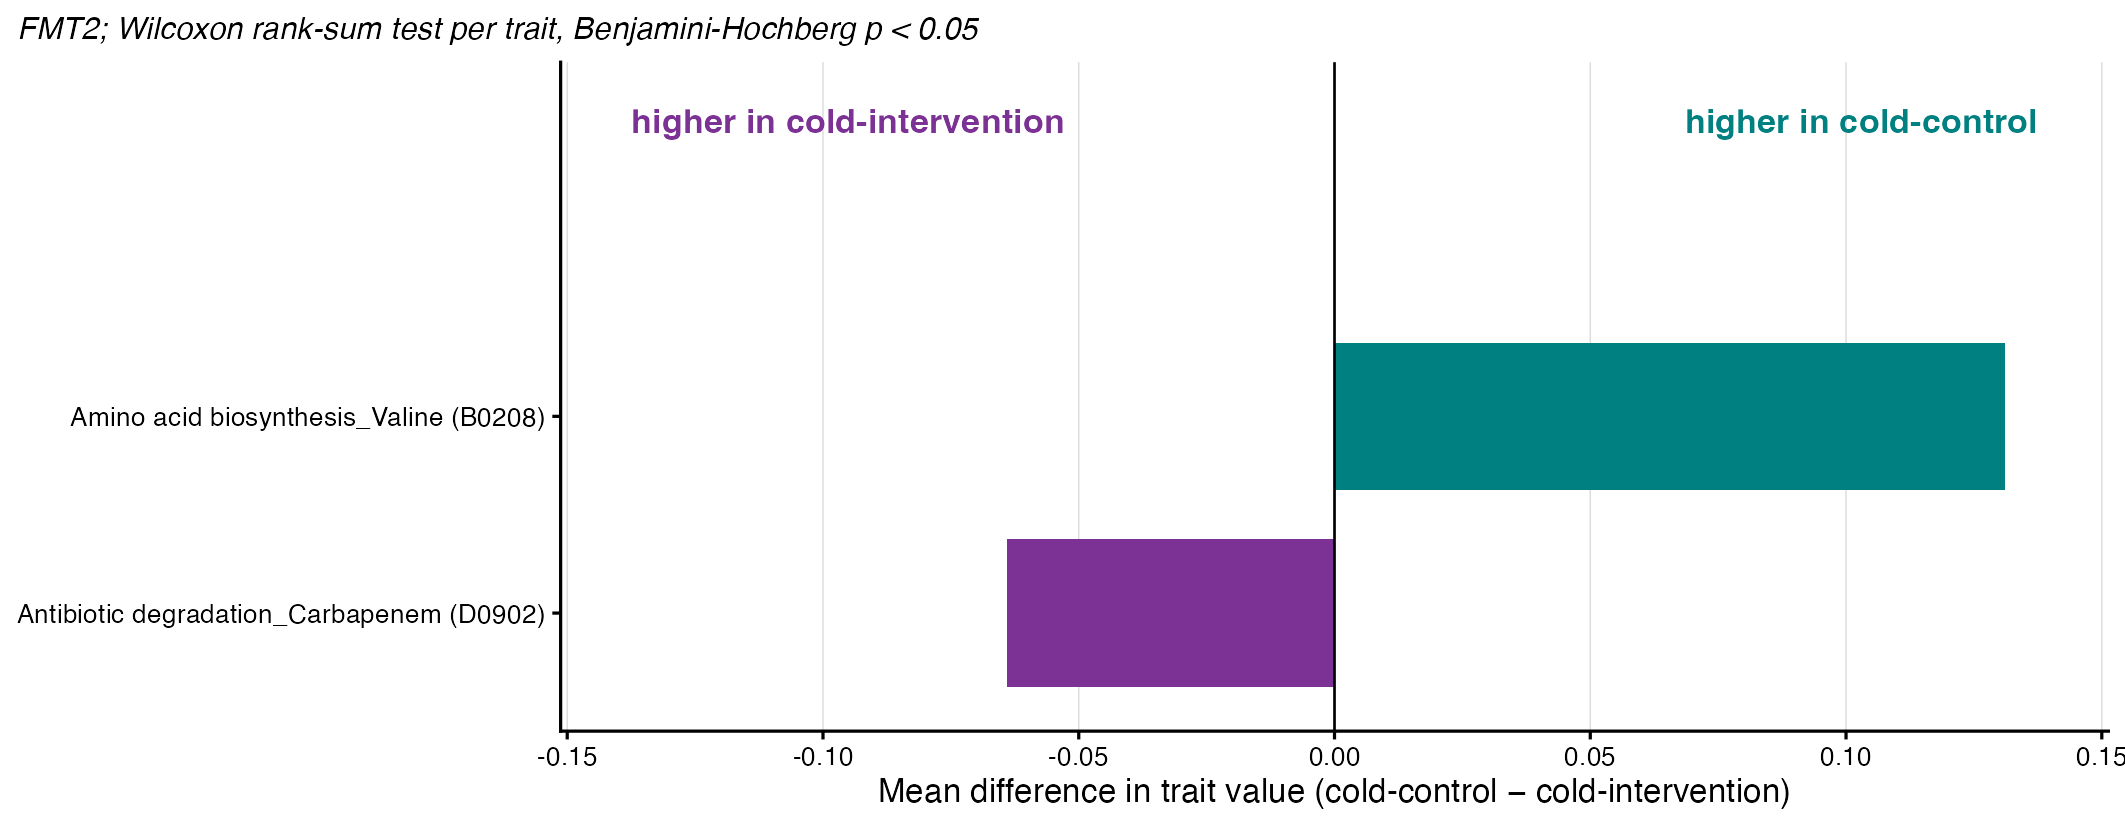 FMT2; Wilcoxon rank-sum test per trait, Benjamini-Hochberg p < 0.05
higher in cold-intervention
higher in cold-control
Amino acid biosynthesis_Valine (B0208)
Antibiotic degradation_Carbapenem (D0902)
-0.15 -0.10 -0.05 0.00 0.05 0.10 0.15
Mean difference in trait value (cold-control – cold-intervention)